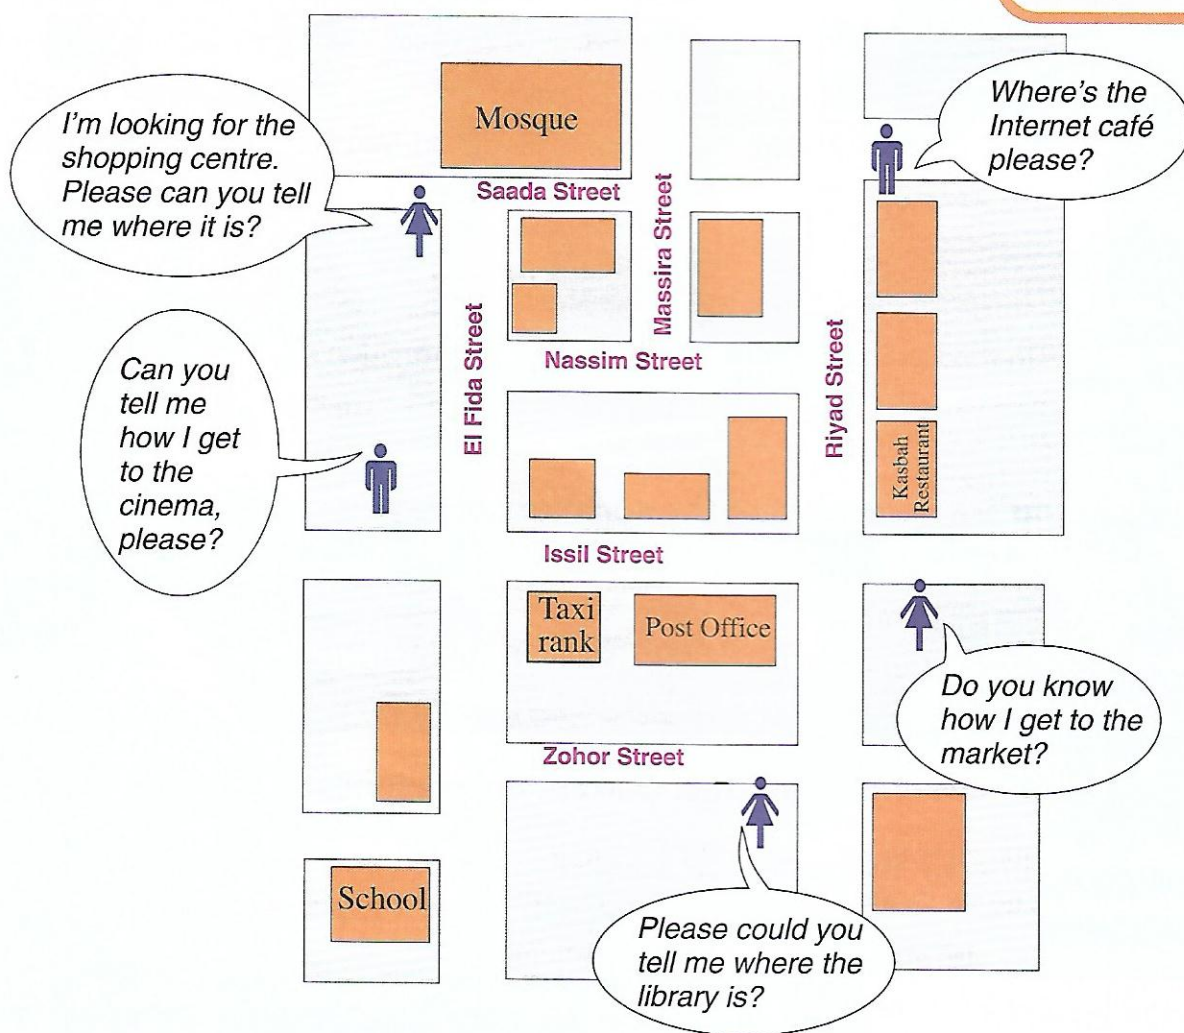 Mosque
I'm looking for the
shopping centre.
Please can you tell
me where it is?
Where's the
Internet café
please?
Saada Street
Massira Street
El Fida Street
Nassim Street
Riyad Street
Can you
tell me
how I get
to the
cinema,
please?
Kasbah
Restaurant
Issil Street
Taxi
rank
Post Office
Do you know
how I get to the
market?
Zohor Street
School
Please could you
tell me where the
library is?